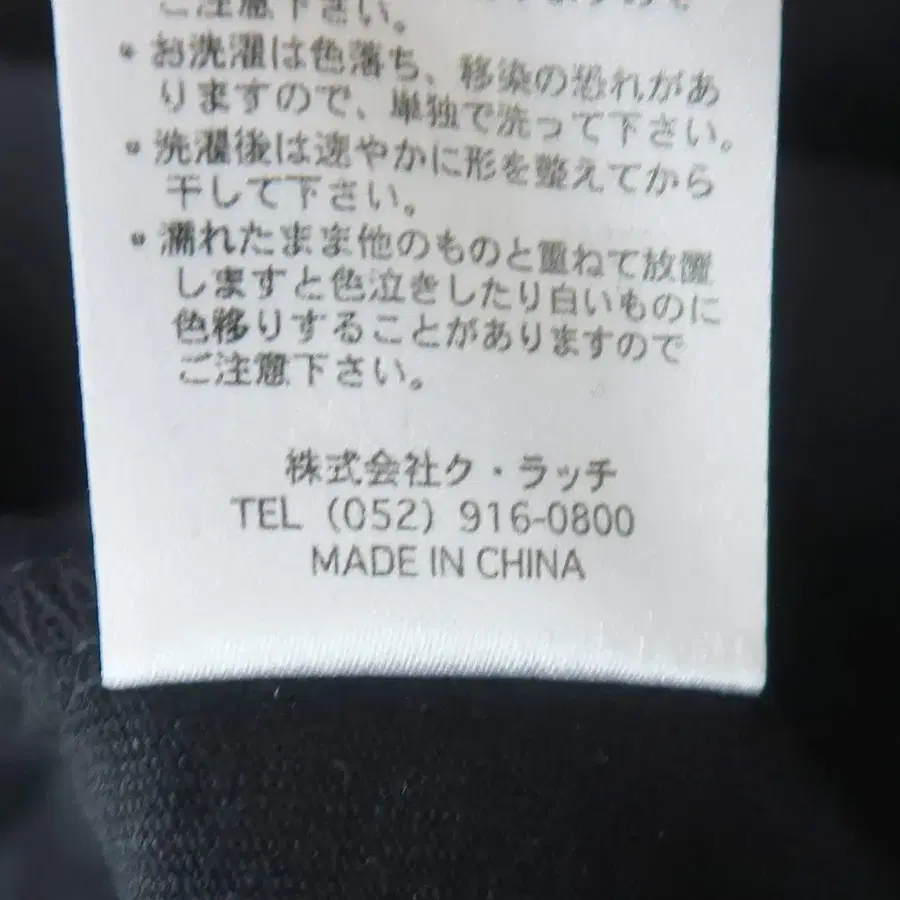 ご注意下さい。
• お洗濯は色落ち、移染の恐れがあ
りますので、単独で洗って下さい。
• 洗濯後は速やかに形を整えてから
干して下さい。
• 濡れたまま他のものと重ねて放置
しますと色泣きしたり白いものに
色移りすることがありますので
ご注意下さい。
株式会社ク・ラッチ
TEL (052) 916-0800
MADE IN CHINA